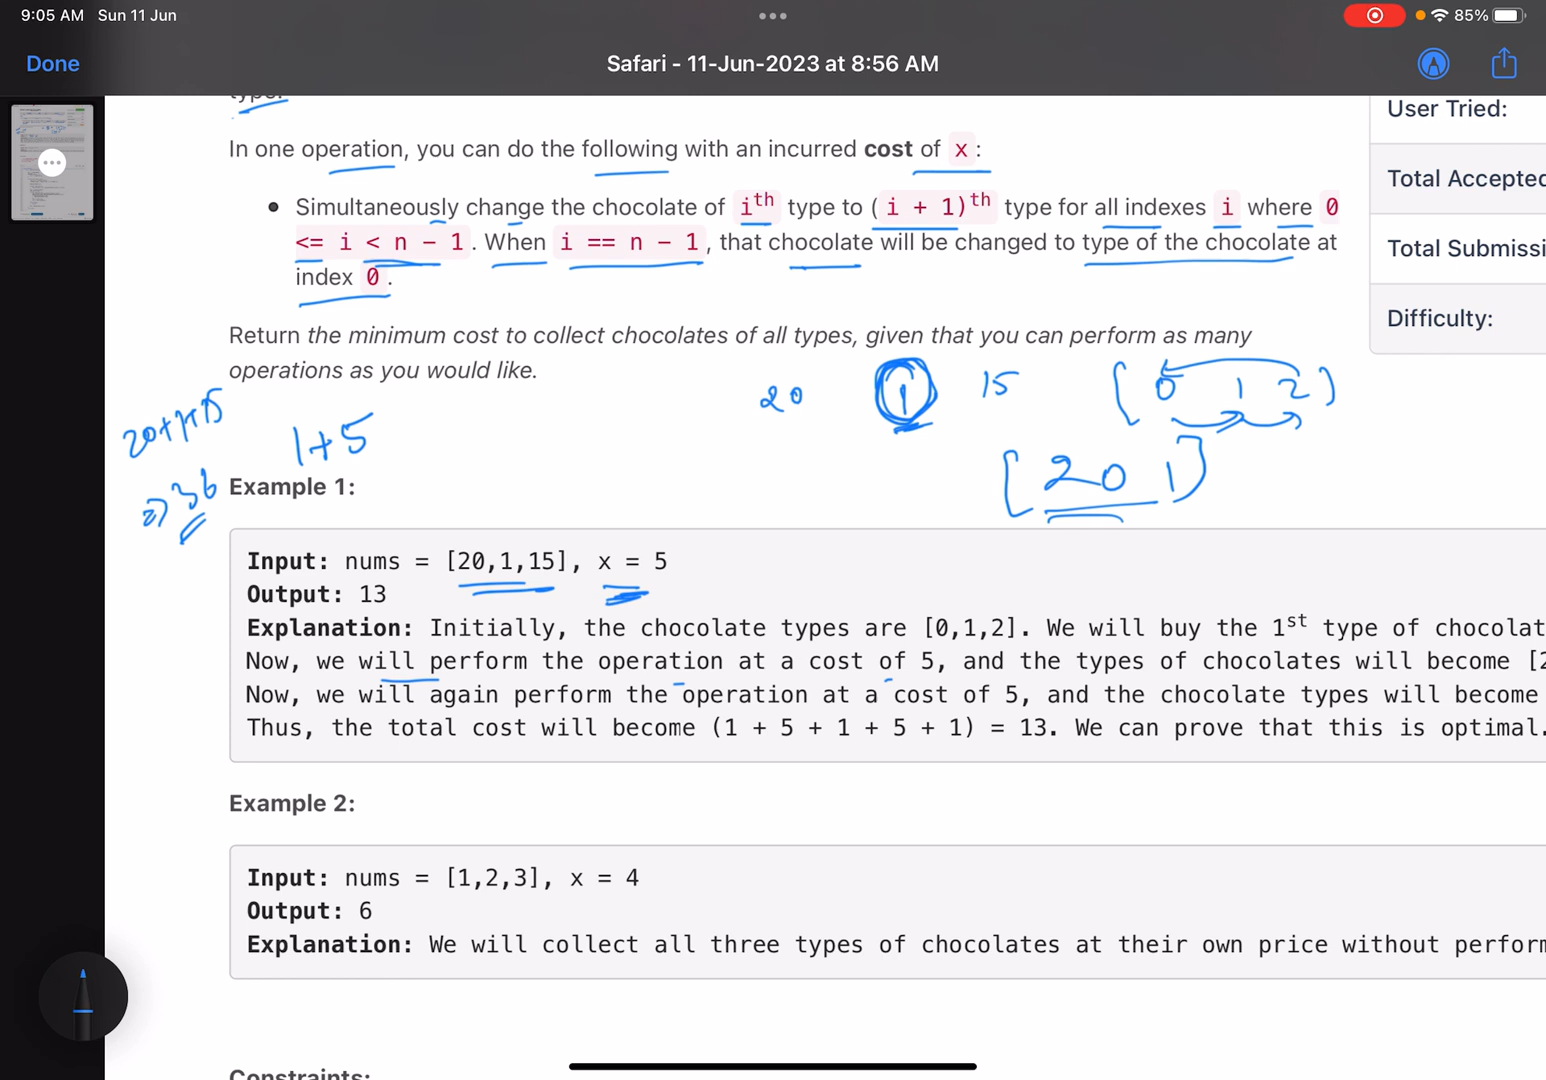 9:05 AM Sun 11 Jun
85%
Done
Safari - 11-Jun-2023 at 8:56 AM
type.
User Tried:
In one operation, you can do the following with an incurred cost of x:
Total Accepted
Simultaneously change the chocolate of ith type to (i + 1)th type for all indexes i where 0
<= i < n - 1. When i == n - 1, that chocolate will be changed to type of the chocolate at
index 0.
Total Submissi
Difficulty:
Return the minimum cost to collect chocolates of all types, given that you can perform as many
operations as you would like.
20 1 15 [0 1 2)
20+1+15
1+5
[2 0 1]
36
Example 1:
Input: nums = [20,1,15], x = 5
Output: 13
Explanation: Initially, the chocolate types are [0,1,2]. We will buy the 1st type of chocolat
Now, we will perform the operation at a cost of 5, and the types of chocolates will become [2
Now, we will again perform the operation at a cost of 5, and the chocolate types will become
Thus, the total cost will become (1 + 5 + 1 + 5 + 1) = 13. We can prove that this is optimal.
Example 2:
Input: nums = [1,2,3], x = 4
Output: 6
Explanation: We will collect all three types of chocolates at their own price without perform
Constraints: